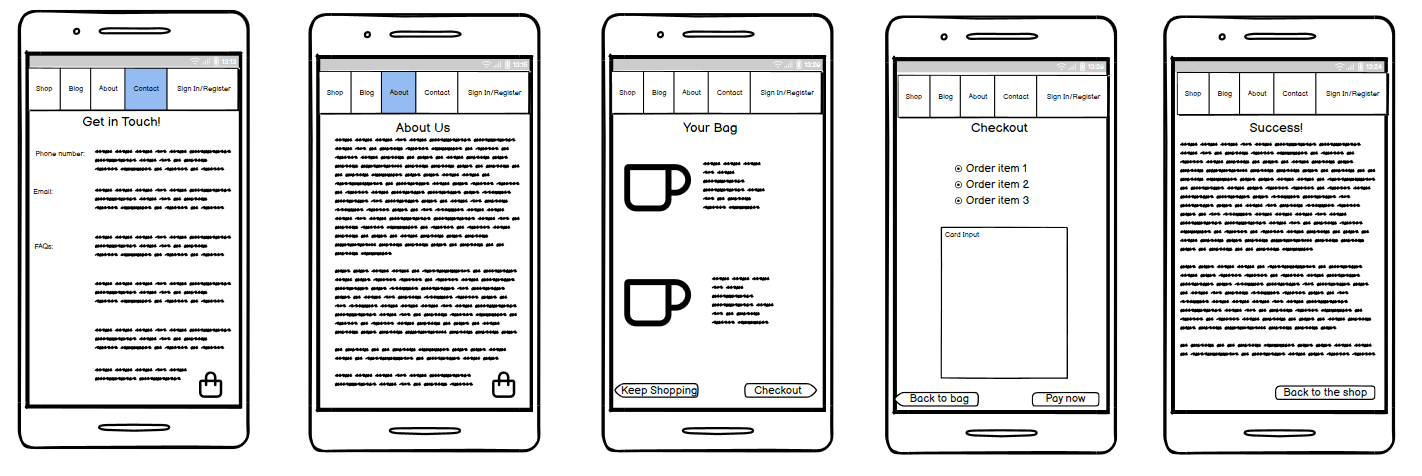 13:13
Shop Blog About Contact Sign In/Register
Get in Touch!
Phone number:
Email:
FAQs:
13:15
Shop Blog About Contact Sign In/Register
About Us
Shop Blog About Contact Sign In/Register
Your Bag
Keep Shopping Checkout
Shop Blog About Contact Sign In/Register
Checkout
Order item 1
Order item 2
Order item 3
Card Input
Back to bag Pay now
13:24
Shop Blog About Contact Sign In/Register
Success!
Back to the shop